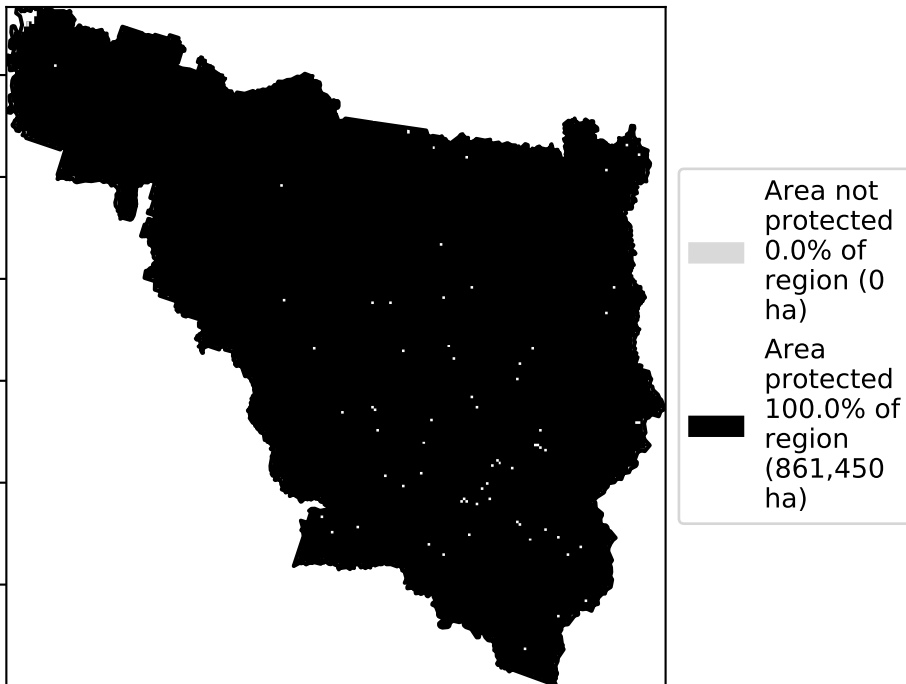 Area not
protected
0.0% of
region (0
ha)
Area
protected
100.0% of
region
(861,450
ha)